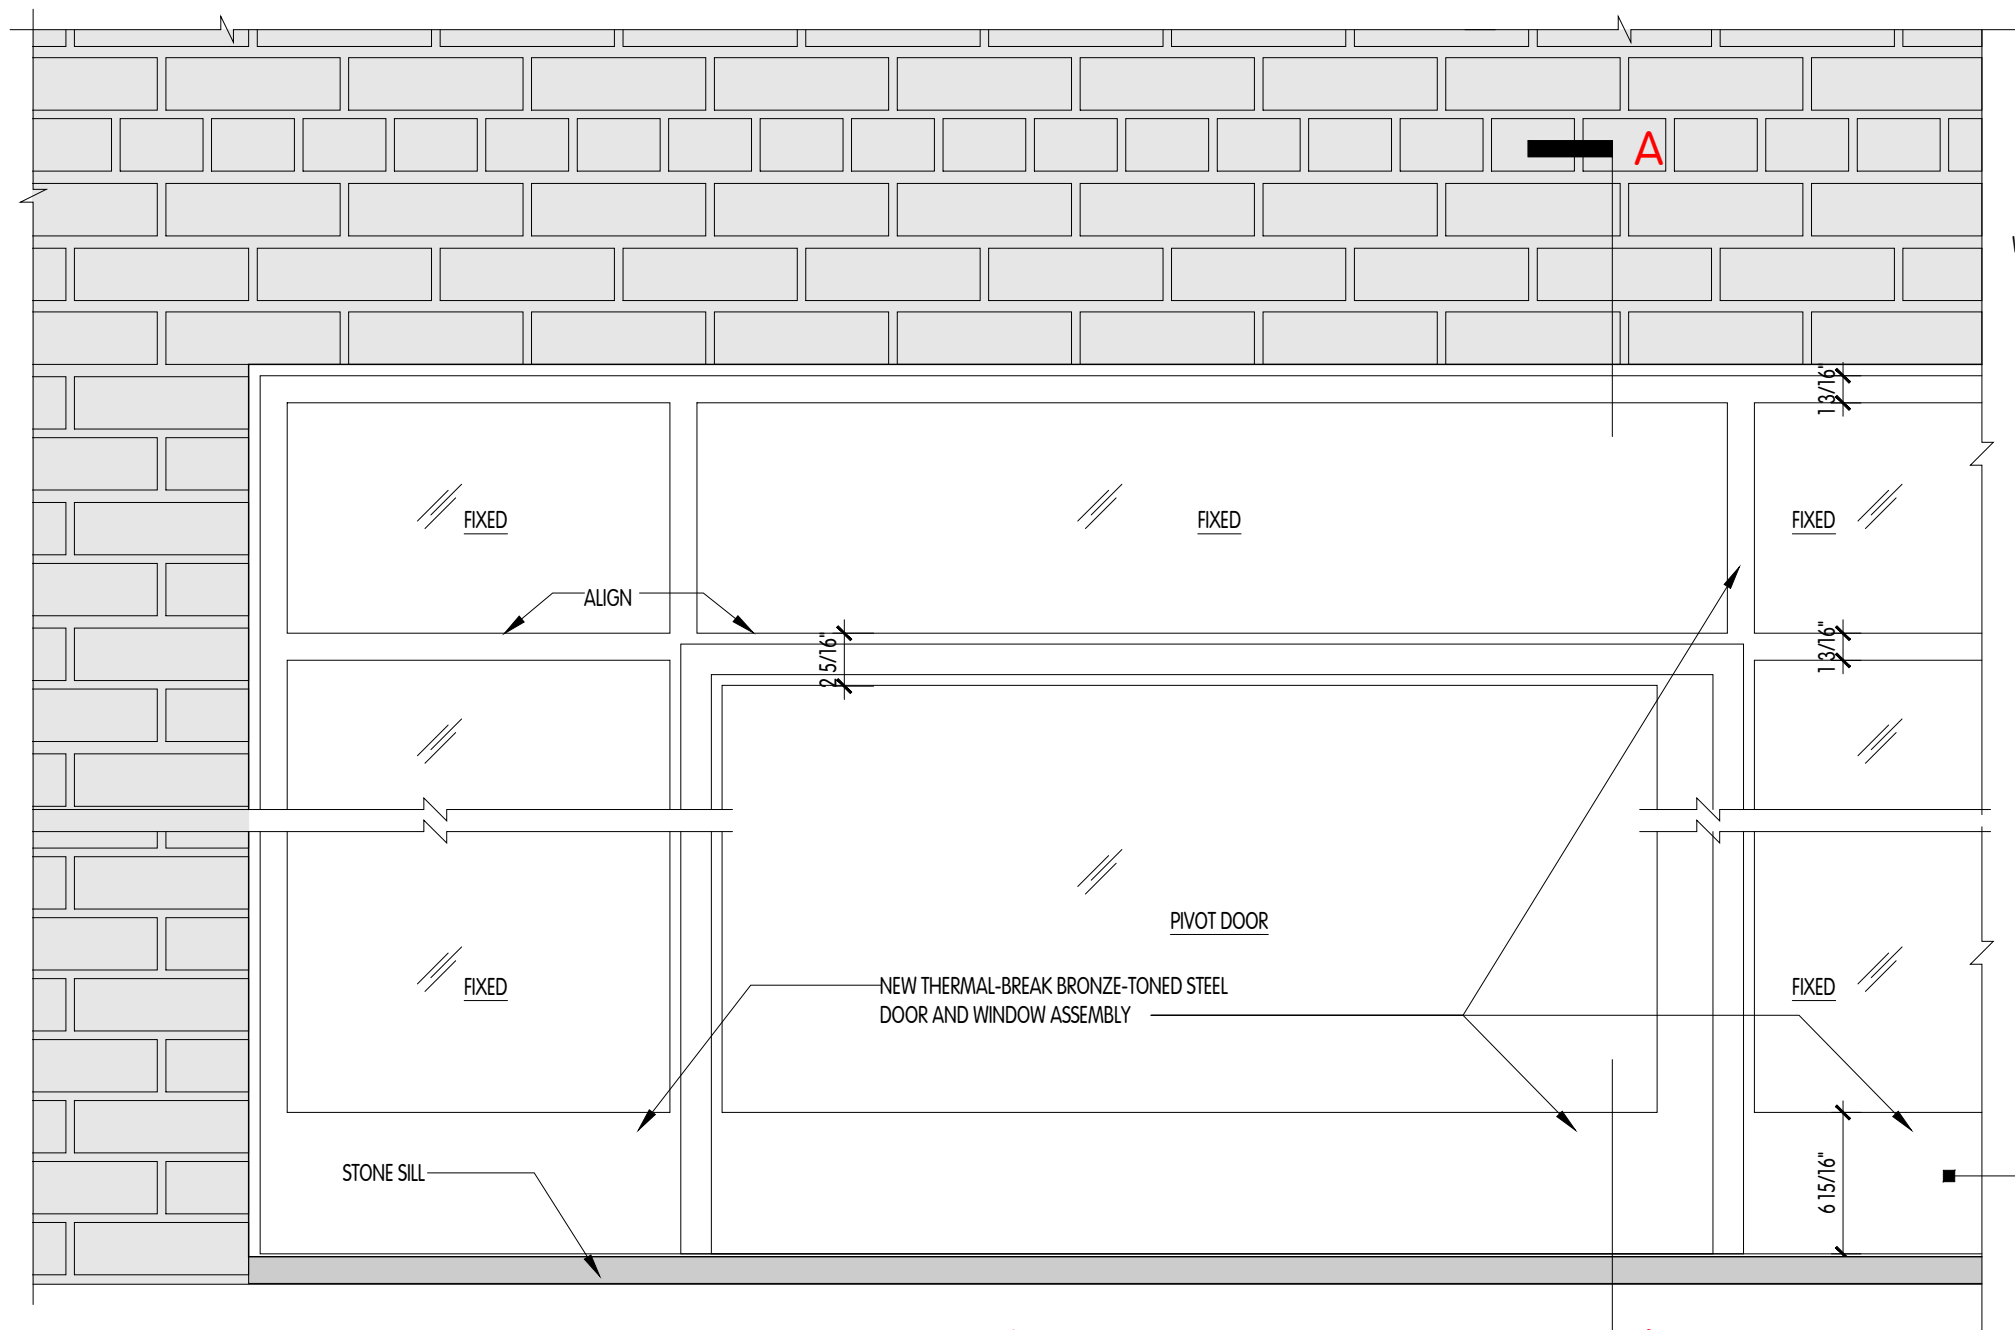 A
1 3/16"
FIXED
FIXED
FIXED
ALIGN
2 5/16"
1 3/16"
PIVOT DOOR
FIXED
NEW THERMAL-BREAK BRONZE-TONED STEEL
DOOR AND WINDOW ASSEMBLY
FIXED
STONE SILL
6 15/16"